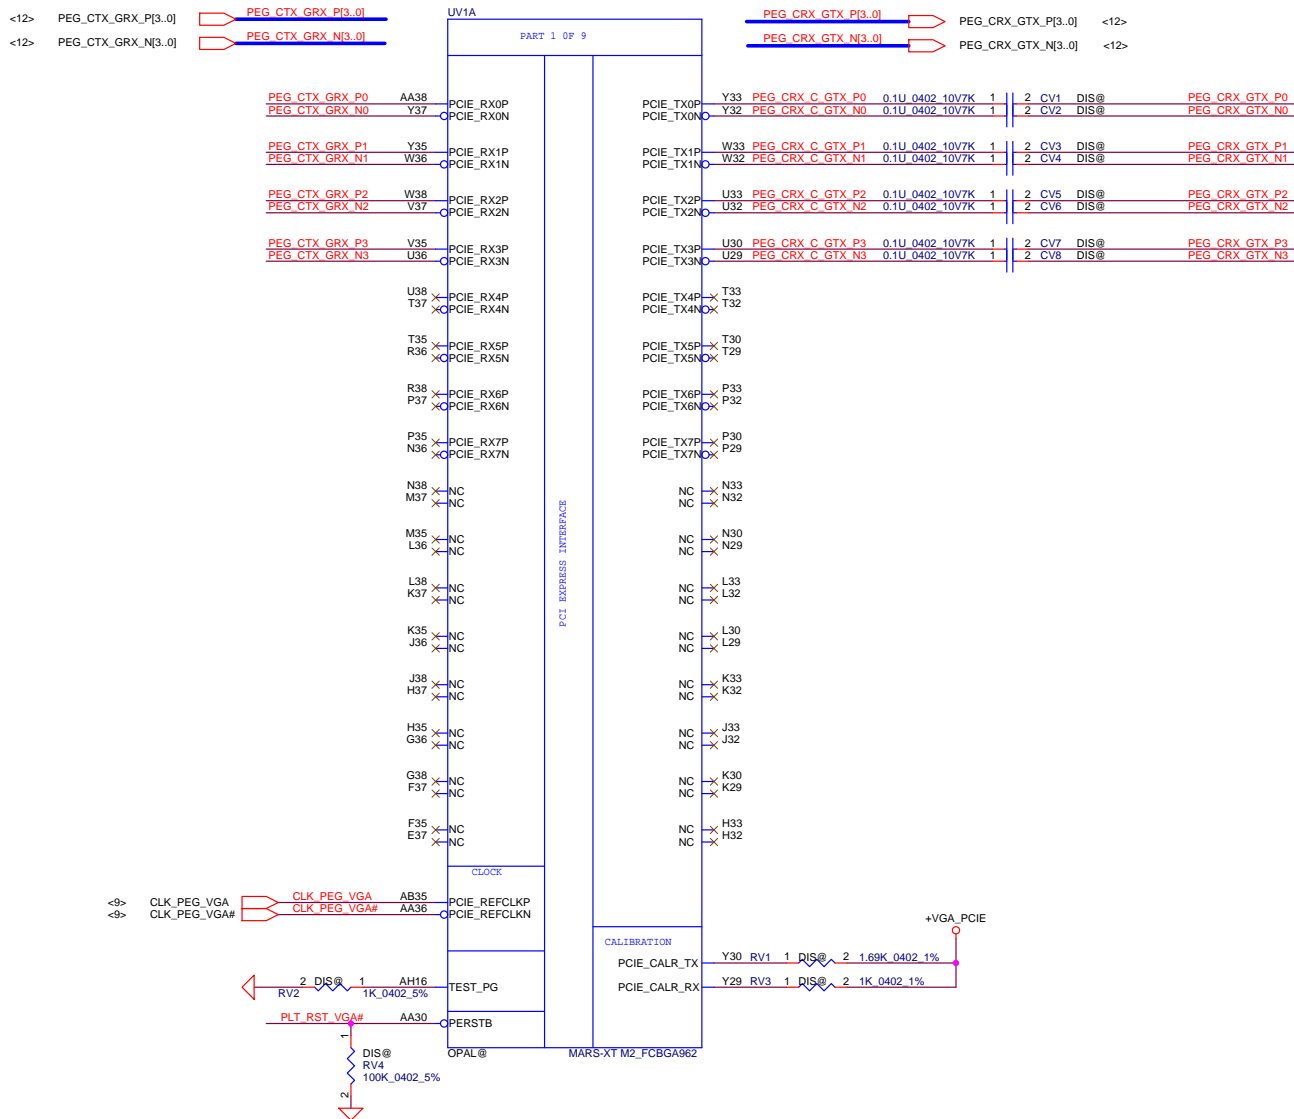 <12> PEG_CTX_GRX_P[3..0] PEG_CTX_GRX_P[3..0] UV1A PEG_CRX_GTX_P[3..0] PEG_CRX_GTX_P[3..0] <12>
<12> PEG_CTX_GRX_N[3..0] PEG_CTX_GRX_N[3..0] PART 1 0F 9 PEG_CRX_GTX_N[3..0] PEG_CRX_GTX_N[3..0] <12>
PEG_CTX_GRX_P0 AA38 PCIE_RX0P PCIE_TX0P Y33 PEG_CRX_C_GTX_P0 0.1U_0402_10V7K 1 2 CV1 DIS@ PEG_CRX_GTX_P0
PEG_CTX_GRX_N0 Y37 PCIE_RX0N PCIE_TX0N Y32 PEG_CRX_C_GTX_N0 0.1U_0402_10V7K 1 2 CV2 DIS@ PEG_CRX_GTX_N0
PEG_CTX_GRX_P1 Y35 PCIE_RX1P PCIE_TX1P W33 PEG_CRX_C_GTX_P1 0.1U_0402_10V7K 1 2 CV3 DIS@ PEG_CRX_GTX_P1
PEG_CTX_GRX_N1 W36 PCIE_RX1N PCIE_TX1N W32 PEG_CRX_C_GTX_N1 0.1U_0402_10V7K 1 2 CV4 DIS@ PEG_CRX_GTX_N1
PEG_CTX_GRX_P2 W38 PCIE_RX2P PCIE_TX2P U33 PEG_CRX_C_GTX_P2 0.1U_0402_10V7K 1 2 CV5 DIS@ PEG_CRX_GTX_P2
PEG_CTX_GRX_N2 V37 PCIE_RX2N PCIE_TX2N U32 PEG_CRX_C_GTX_N2 0.1U_0402_10V7K 1 2 CV6 DIS@ PEG_CRX_GTX_N2
PEG_CTX_GRX_P3 V35 PCIE_RX3P PCIE_TX3P U30 PEG_CRX_C_GTX_P3 0.1U_0402_10V7K 1 2 CV7 DIS@ PEG_CRX_GTX_P3
PEG_CTX_GRX_N3 U36 PCIE_RX3N PCIE_TX3N U29 PEG_CRX_C_GTX_N3 0.1U_0402_10V7K 1 2 CV8 DIS@ PEG_CRX_GTX_N3
U38 PCIE_RX4P PCIE_TX4P T33
T37 PCIE_RX4N PCIE_TX4N T32
T35 PCIE_RX5P PCIE_TX5P T30
R36 PCIE_RX5N PCIE_TX5N T29
R38 PCIE_RX6P PCIE_TX6P P33
P37 PCIE_RX6N PCIE_TX6N P32
P35 PCIE_RX7P PCIE_TX7P P30
N36 PCIE_RX7N PCIE_TX7N P29
N38 NC NC N33
M37 NC NC N32
PCI EXPRESS INTERFACE
M35 NC NC N30
L36 NC NC N29
L38 NC NC L33
K37 NC NC L32
K35 NC NC L30
J36 NC NC L29
J38 NC NC K33
H37 NC NC K32
H35 NC NC J33
G36 NC NC J32
G38 NC NC K30
F37 NC NC K29
F35 NC NC H33
E37 NC NC H32
CLOCK
<9> CLK_PEG_VGA CLK_PEG_VGA AB35 PCIE_REFCLKP
<9> CLK_PEG_VGA# CLK_PEG_VGA# AA36 PCIE_REFCLKN
+VGA_PCIE
CALIBRATION
PCIE_CALR_TX Y30 RV1 1 DIS@ 2 1.69K_0402_1%
2 DIS@ 1 AH16 TEST_PG PCIE_CALR_RX Y29 RV3 1 DIS@ 2 1K_0402_1%
RV2 1K_0402_5%
PLT_RST_VGA# AA30 PERSTB
1
DIS@ OPAL@ MARS-XT M2_FCBGA962
RV4
100K_0402_5%
2